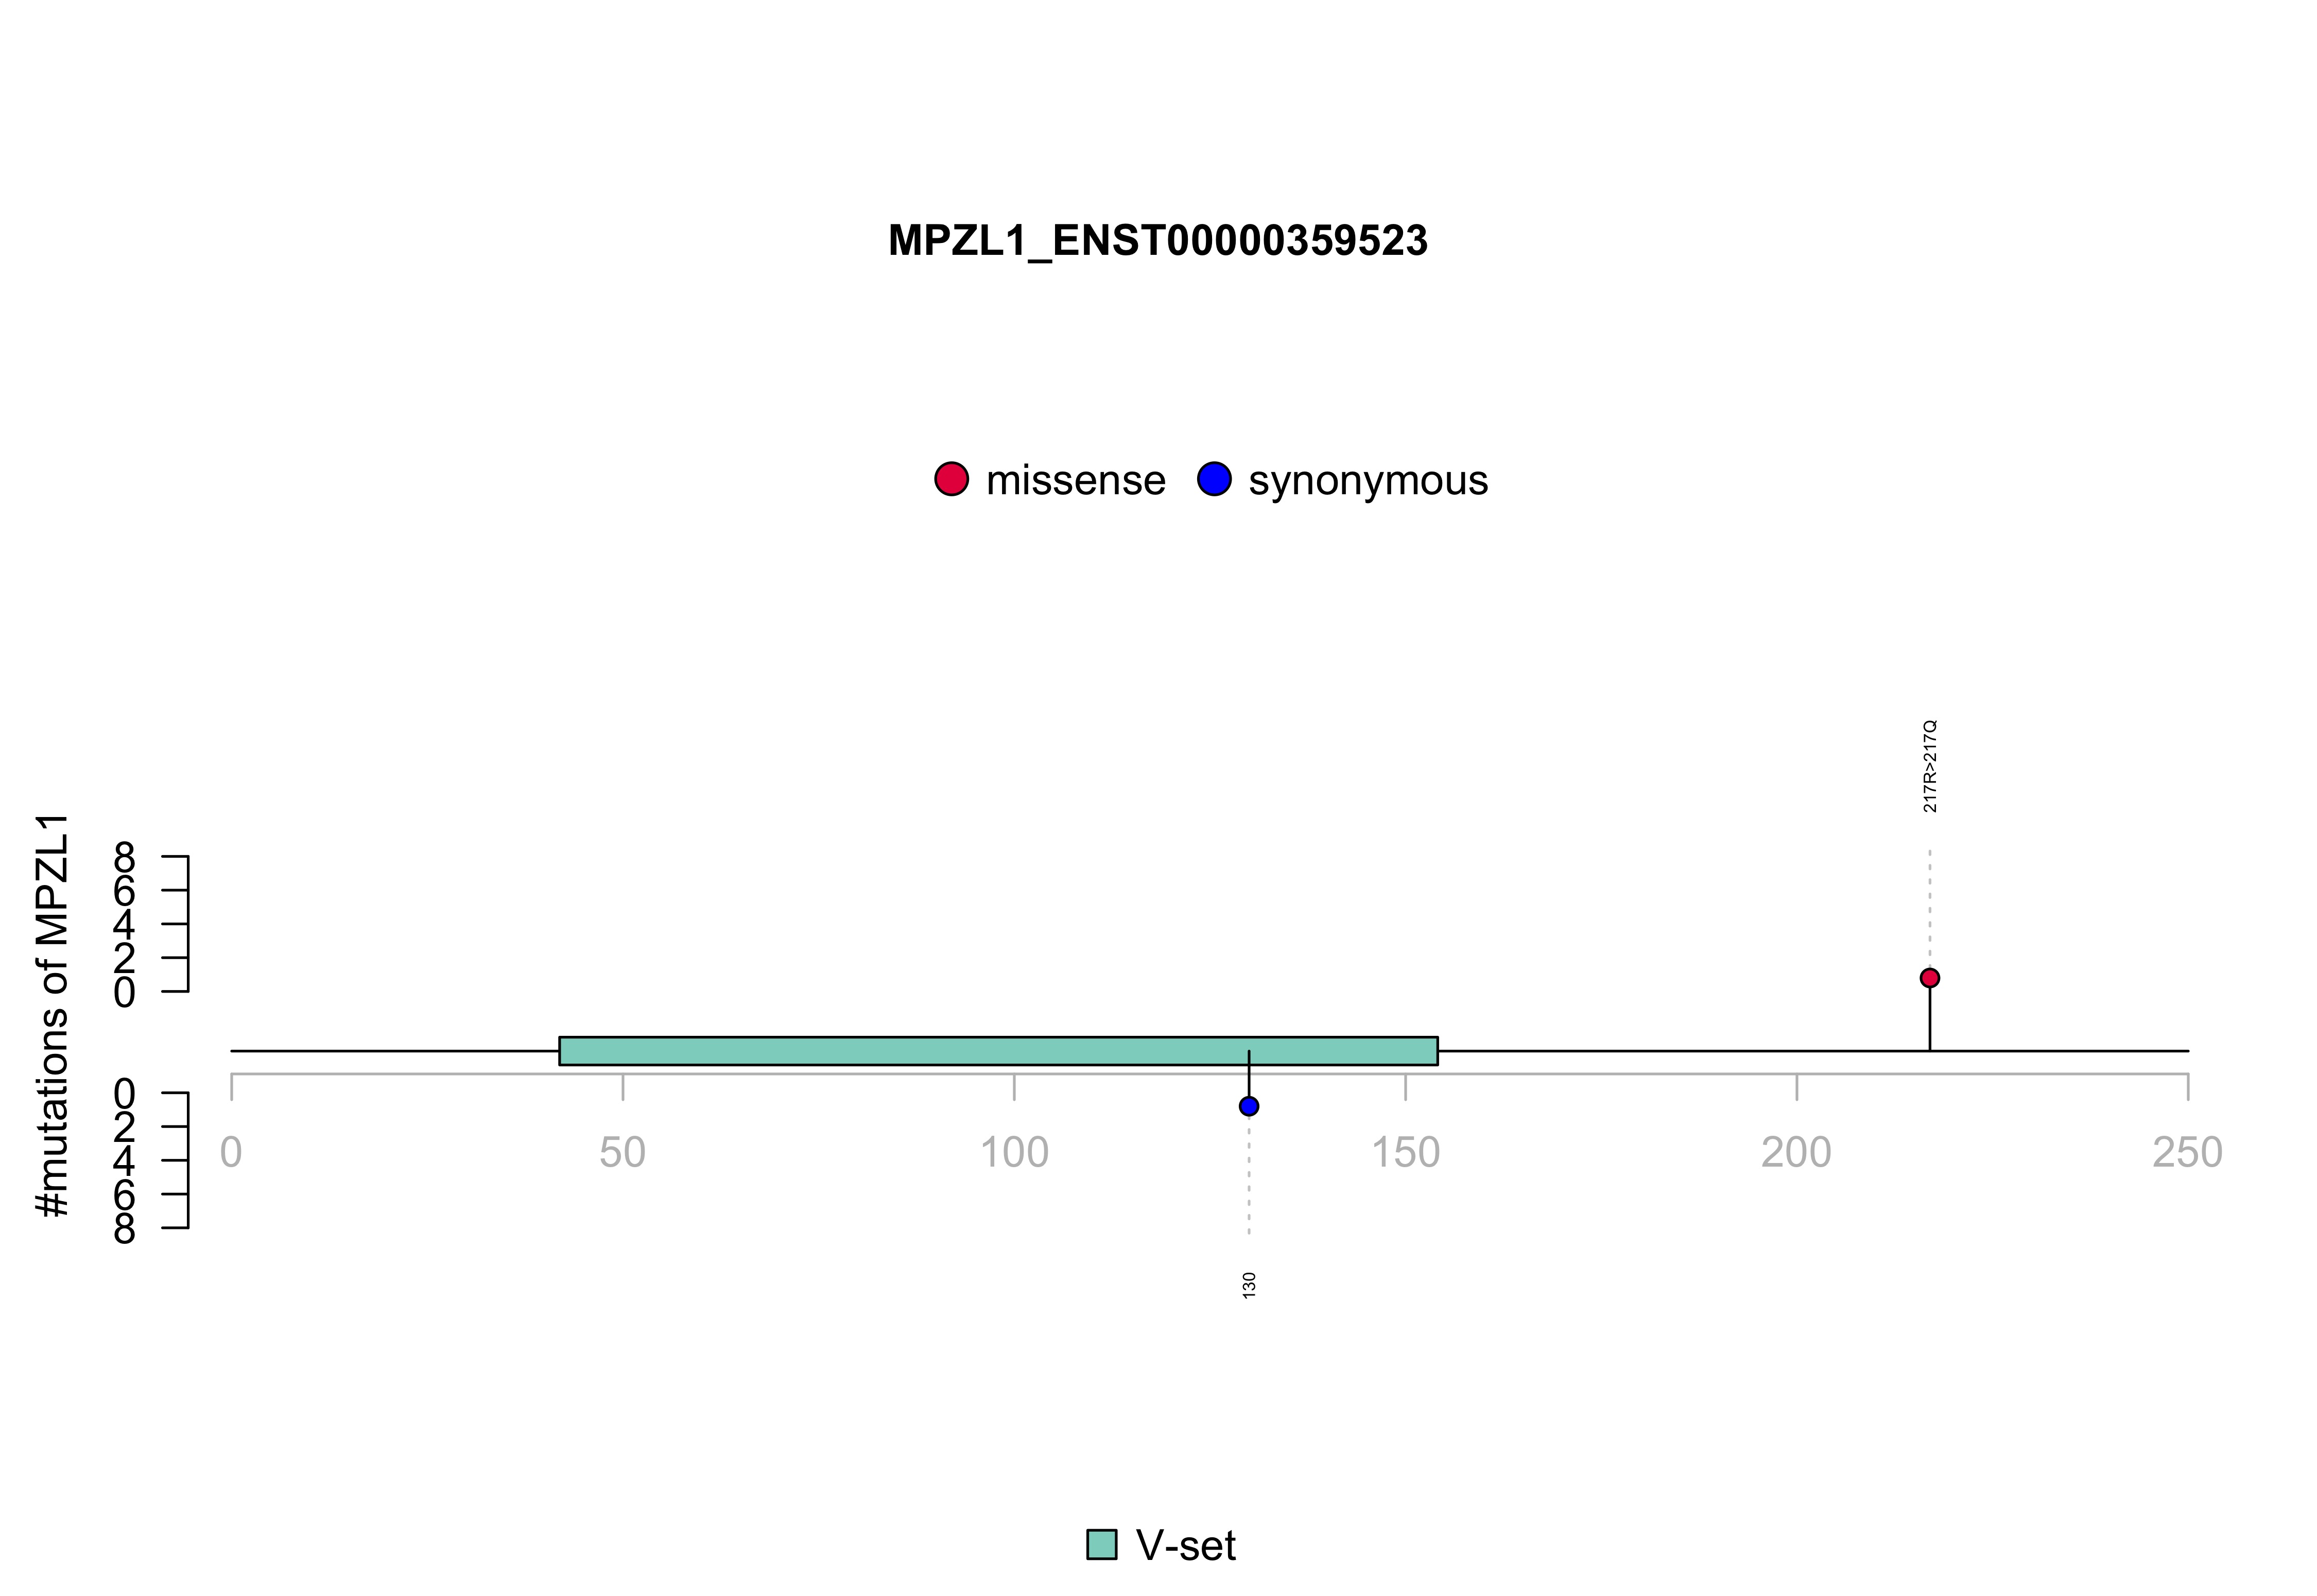 MPZL1_ENST00000359523
missense synonymous
217R>217Q
#mutations of MPZL1
8
6
4
2
0
0
2
4
6
8
0 50 100 150 200 250
130
V-set